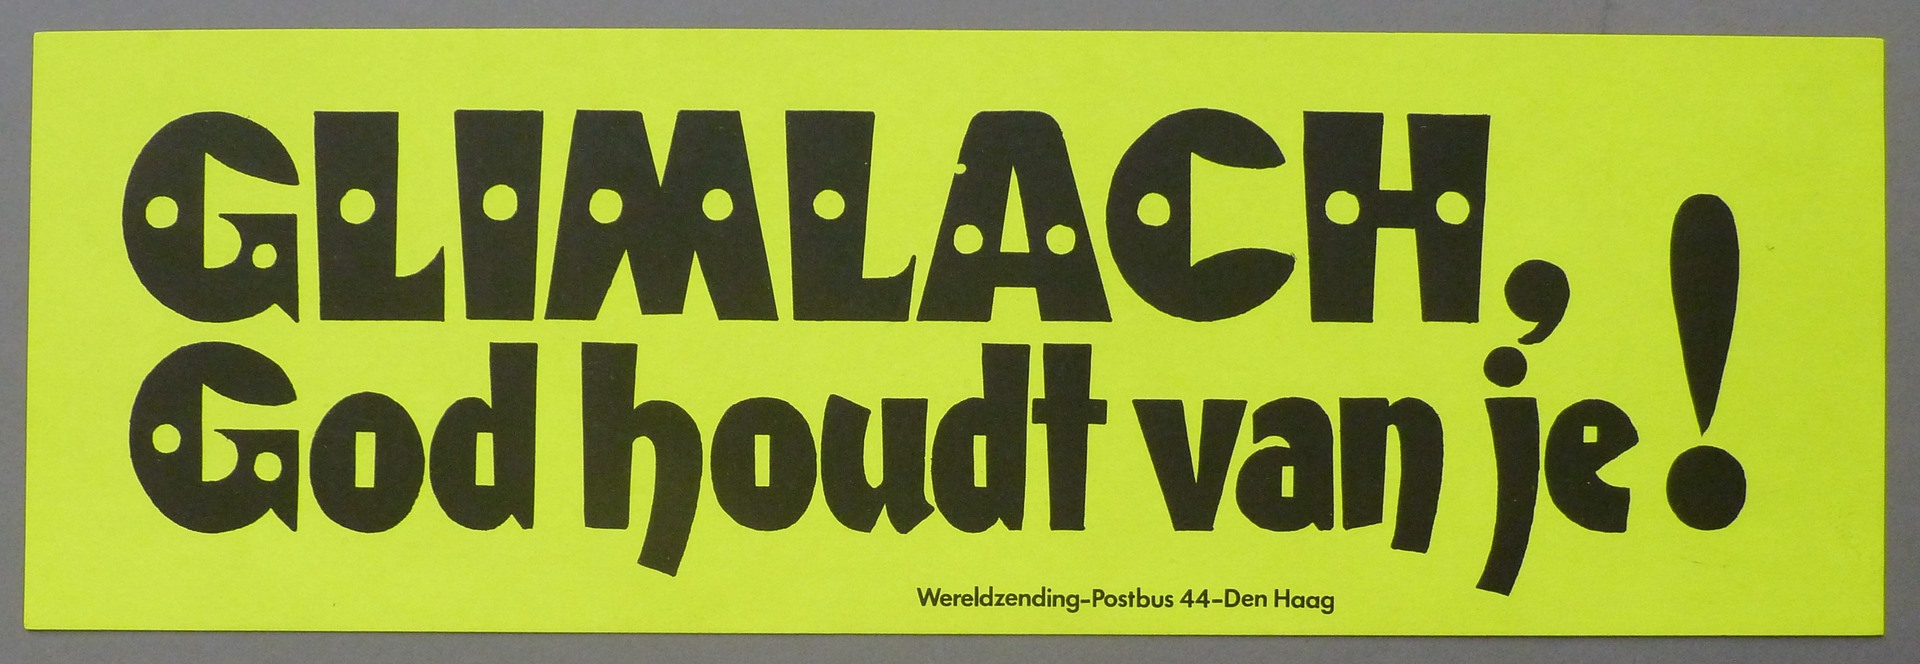 GLIMLACH,
God houdt van je!
Wereldzending-Postbus 44-Den Haag